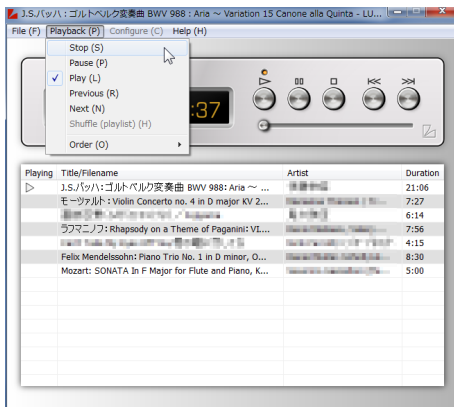 J.S.バッハ : ゴルトベルク変奏曲 BWV 988 : Aria ～ Variation 15 Canone alla Quinta - LU...
File (F) Playback (P) Configure (C) Help (H)
Stop (S)
Pause (P)
Play (L)
Previous (R)
Next (N)
Shuffle (playlist) (H)
Order (O)
:37
Playing Title/Filename Artist Duration
J.S.バッハ：ゴルトベルク変奏曲 BWV 988: Aria ～ ... 21:06
モーツァルト：Violin Concerto no. 4 in D major KV 2... 7:27
6:14
ラフマニノフ: Rhapsody on a Theme of Paganini: VI.... 7:56
4:15
Felix Mendelssohn: Piano Trio No. 1 in D minor, O... 8:30
Mozart: SONATA In F Major for Flute and Piano, K... 5:00